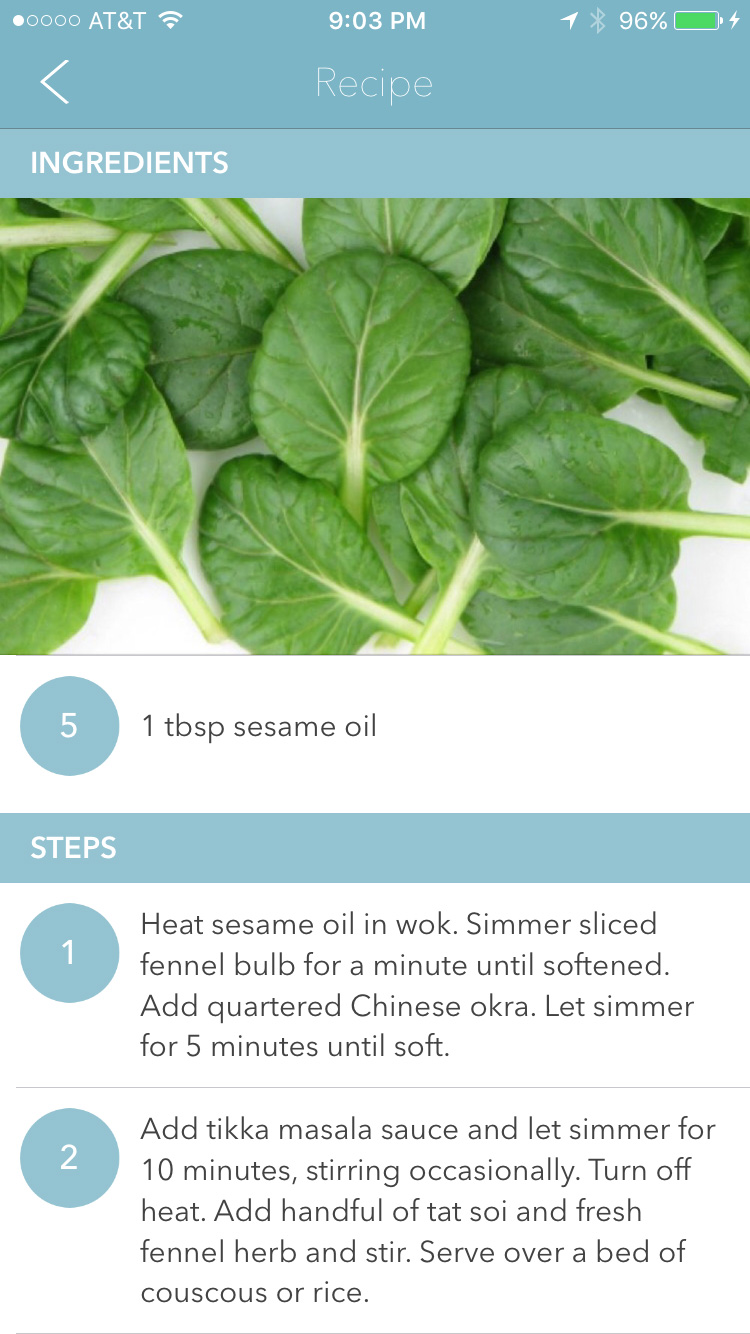 AT&T 9:03 PM 96%
Recipe
INGREDIENTS
5 1 tbsp sesame oil
STEPS
1
Heat sesame oil in wok. Simmer sliced
fennel bulb for a minute until softened.
Add quartered Chinese okra. Let simmer
for 5 minutes until soft.
2
Add tikka masala sauce and let simmer for
10 minutes, stirring occasionally. Turn off
heat. Add handful of tat soi and fresh
fennel herb and stir. Serve over a bed of
couscous or rice.